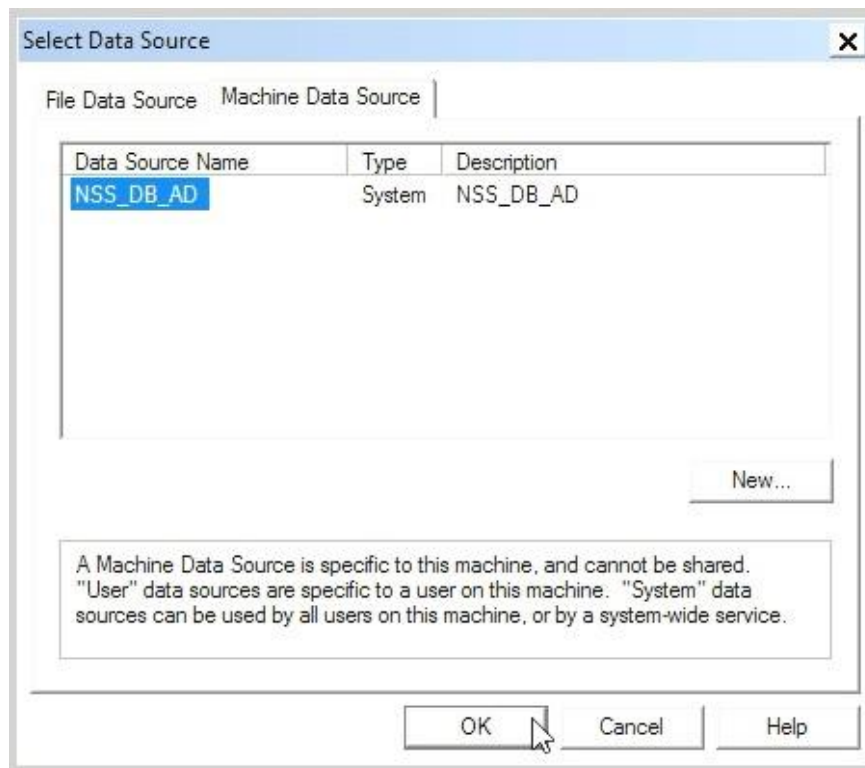 Select Data Source
File Data Source Machine Data Source
Data Source Name Type Description
NSS_DB_AD System NSS_DB_AD
New...
A Machine Data Source is specific to this machine, and cannot be shared.
"User" data sources are specific to a user on this machine. "System" data
sources can be used by all users on this machine, or by a system-wide service.
OK Cancel Help